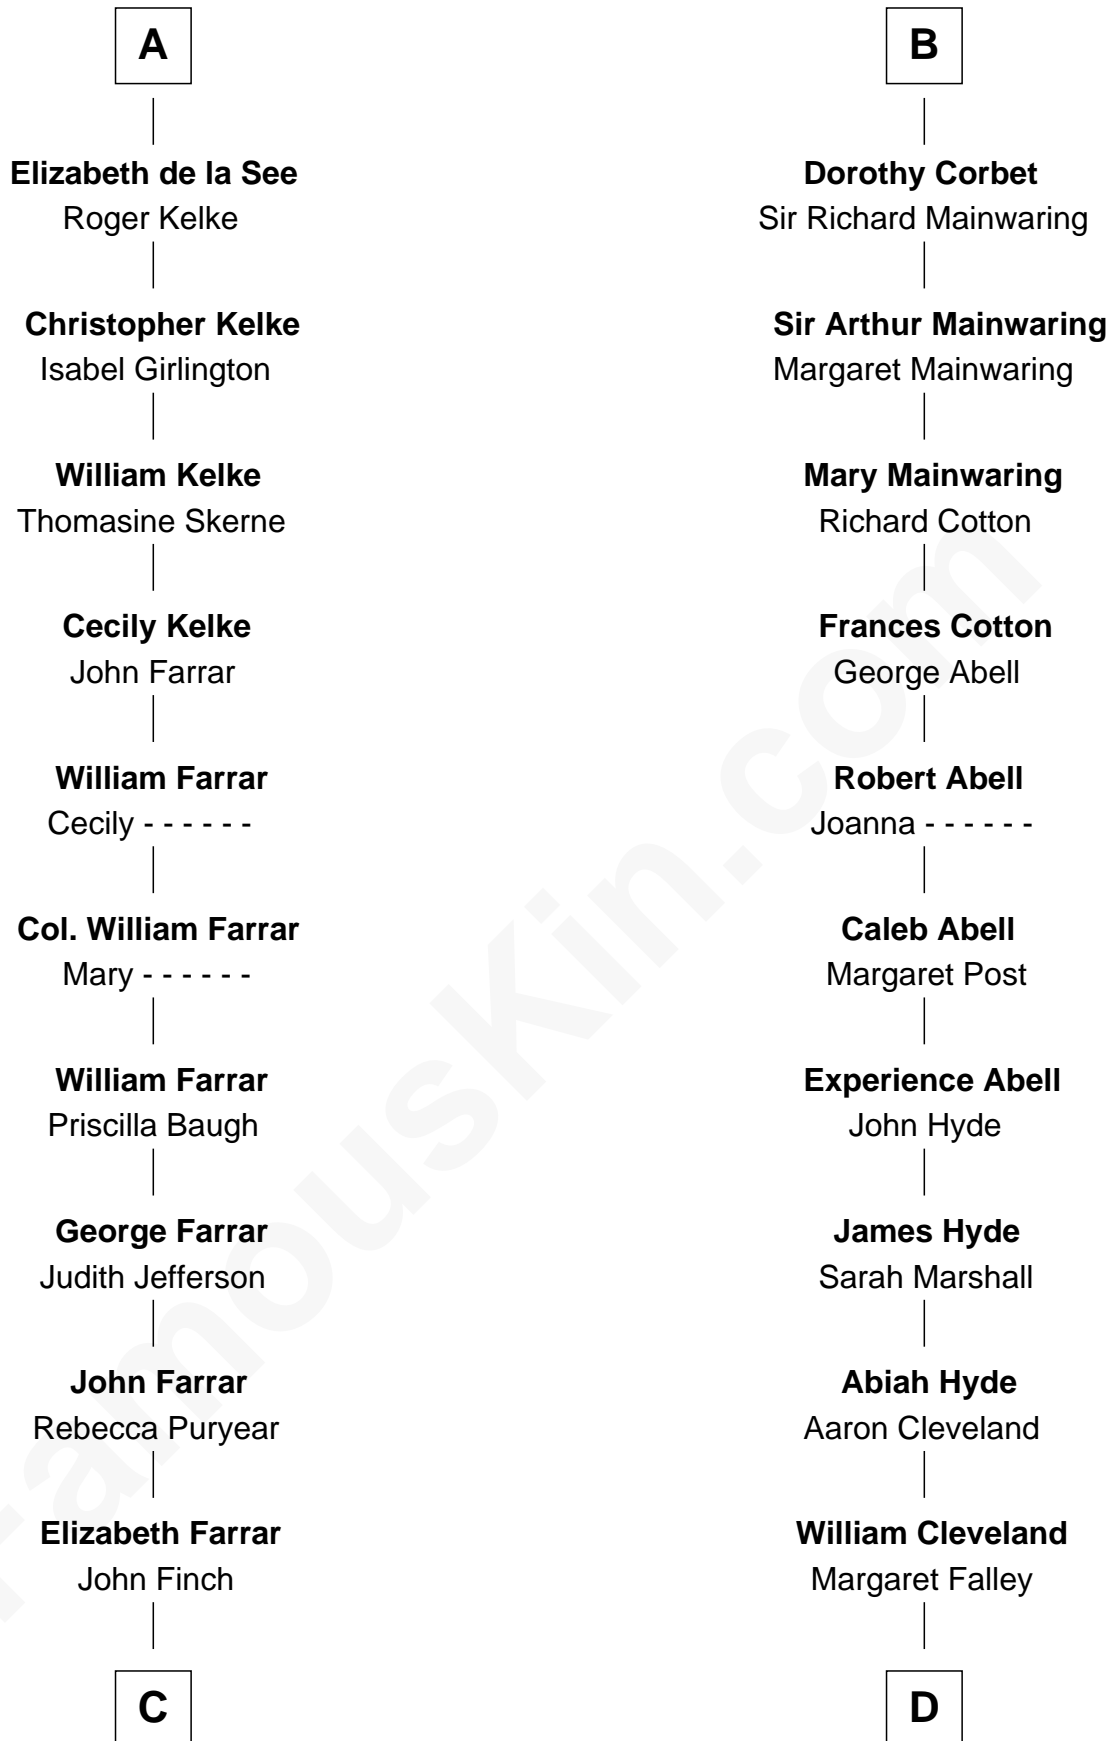 A
Elizabeth de la See
Roger Kelke
Christopher Kelke
Isabel Girlington
William Kelke
Thomasine Skerne
Cecily Kelke
John Farrar
William Farrar
Cecily - - - - - -
Col. William Farrar
Mary - - - - - -
William Farrar
Priscilla Baugh
George Farrar
Judith Jefferson
John Farrar
Rebecca Puryear
Elizabeth Farrar
John Finch
C
B
Dorothy Corbet
Sir Richard Mainwaring
Sir Arthur Mainwaring
Margaret Mainwaring
Mary Mainwaring
Richard Cotton
Frances Cotton
George Abell
Robert Abell
Joanna - - - - - -
Caleb Abell
Margaret Post
Experience Abell
John Hyde
James Hyde
Sarah Marshall
Abiah Hyde
Aaron Cleveland
William Cleveland
Margaret Falley
D
FamousKin.com